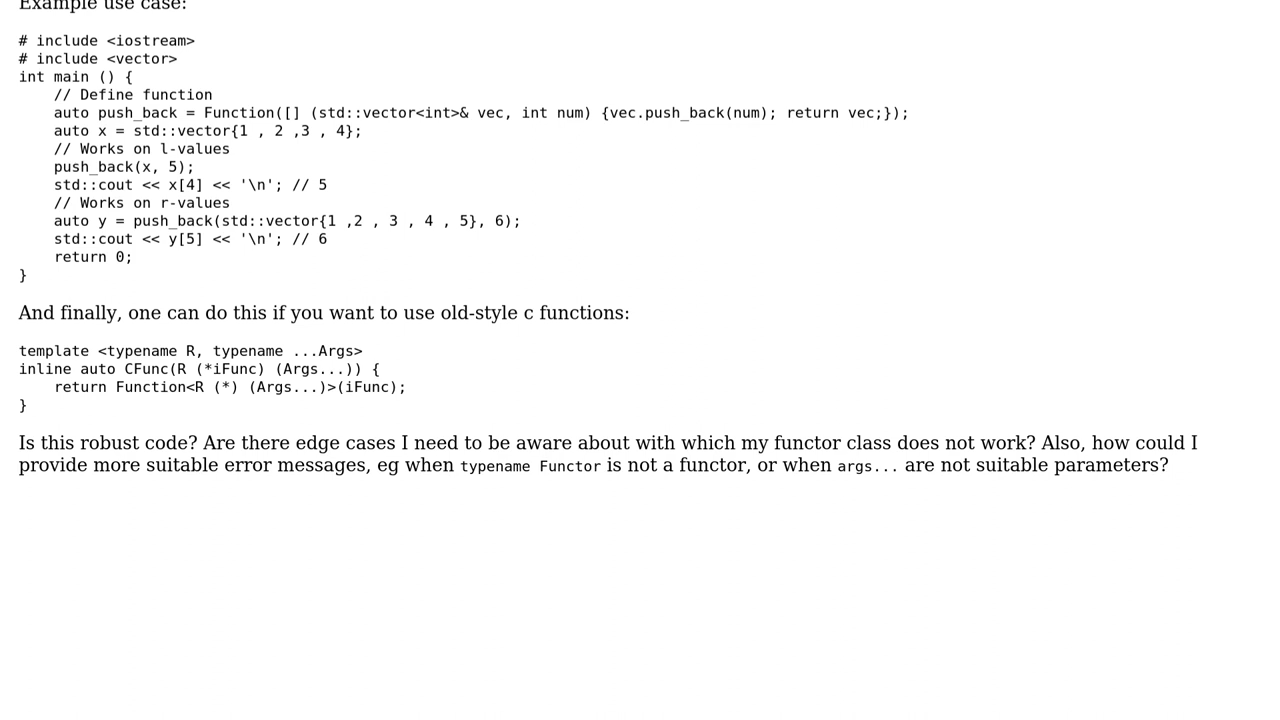 Example use case:
# include <iostream>
# include <vector>
int main () {
    // Define function
    auto push_back = Function([] (std::vector<int>& vec, int num) {vec.push_back(num); return vec;});
    auto x = std::vector{1 , 2 ,3 , 4};
    // Works on l-values
    push_back(x, 5);
    std::cout << x[4] << '\n'; // 5
    // Works on r-values
    auto y = push_back(std::vector{1 ,2 , 3 , 4 , 5}, 6);
    std::cout << y[5] << '\n'; // 6
    return 0;
}
And finally, one can do this if you want to use old-style c functions:
template <typename R, typename ...Args>
inline auto CFunc(R (*iFunc) (Args...)) {
    return Function<R (*) (Args...)>(iFunc);
}
Is this robust code? Are there edge cases I need to be aware about with which my functor class does not work? Also, how could I
provide more suitable error messages, eg when typename Functor is not a functor, or when args... are not suitable parameters?